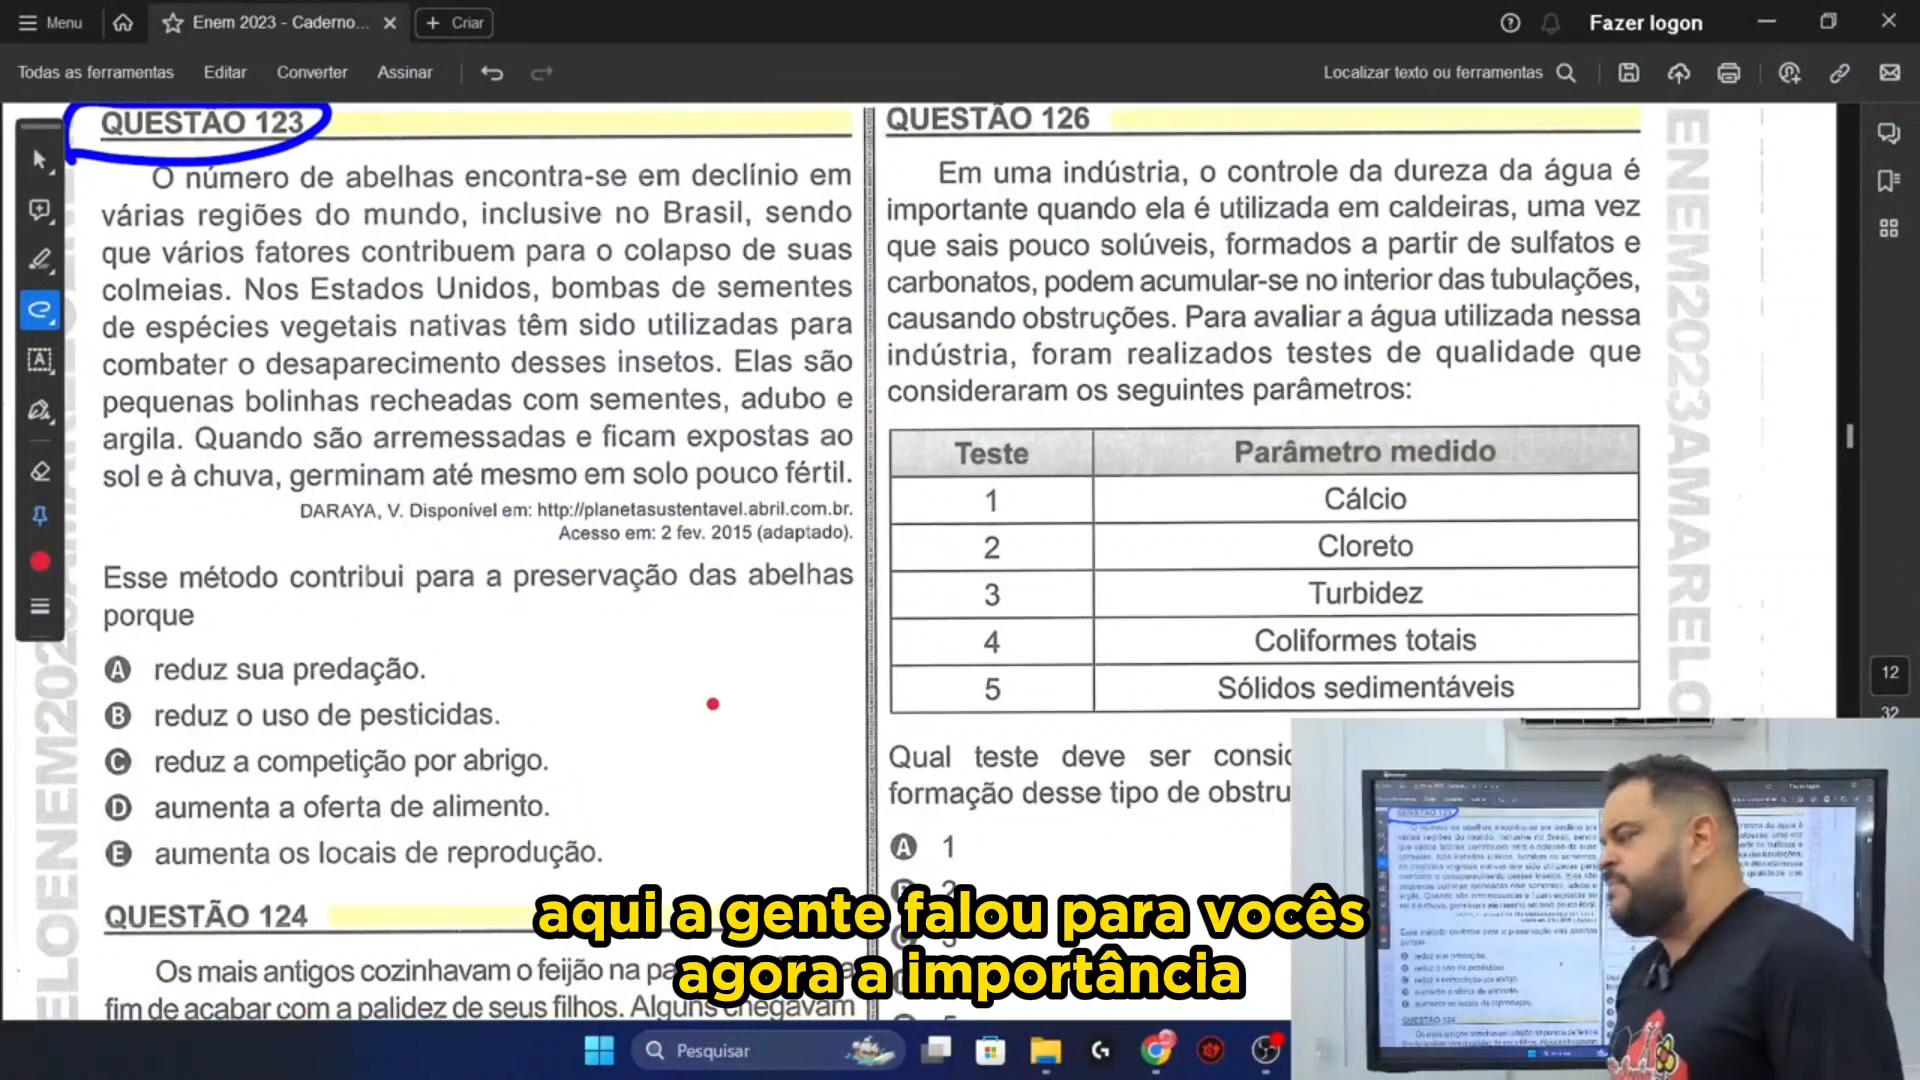 Menu
Enem 2023 - Caderno...
Criar
Fazer logon
Todas as ferramentas
Editar
Converter
Assinar
Localizar texto ou ferramentas
QUESTÃO 123
O número de abelhas encontra-se em declínio em
várias regiões do mundo, inclusive no Brasil, sendo
que vários fatores contribuem para o colapso de suas
colmeias. Nos Estados Unidos, bombas de sementes
de espécies vegetais nativas têm sido utilizadas para
combater o desaparecimento desses insetos. Elas são
pequenas bolinhas recheadas com sementes, adubo e
argila. Quando são arremessadas e ficam expostas ao
sol e à chuva, germinam até mesmo em solo pouco fértil.
DARAYA, V. Disponível em: http://planetasustentavel.abril.com.br.
Acesso em: 2 fev. 2015 (adaptado).
Esse método contribui para a preservação das abelhas
porque
A reduz sua predação.
B reduz o uso de pesticidas.
C reduz a competição por abrigo.
D aumenta a oferta de alimento.
E aumenta os locais de reprodução.
QUESTÃO 124
Os mais antigos cozinhavam o feijão na
fim de acabar com a palidez de seus filhos. Alguns chegavam
QUESTÃO 126
Em uma indústria, o controle da dureza da água é
importante quando ela é utilizada em caldeiras, uma vez
que sais pouco solúveis, formados a partir de sulfatos e
carbonatos, podem acumular-se no interior das tubulações,
causando obstruções. Para avaliar a água utilizada nessa
indústria, foram realizados testes de qualidade que
consideraram os seguintes parâmetros:
Teste Parâmetro medido
1 Cálcio
2 Cloreto
3 Turbidez
4 Coliformes totais
5 Sólidos sedimentáveis
Qual teste deve ser consi
formação desse tipo de obstru
A 1
ENEM2023AMARELO
12
32
aqui a gente falou para vocês
agora a importância
Pesquisar